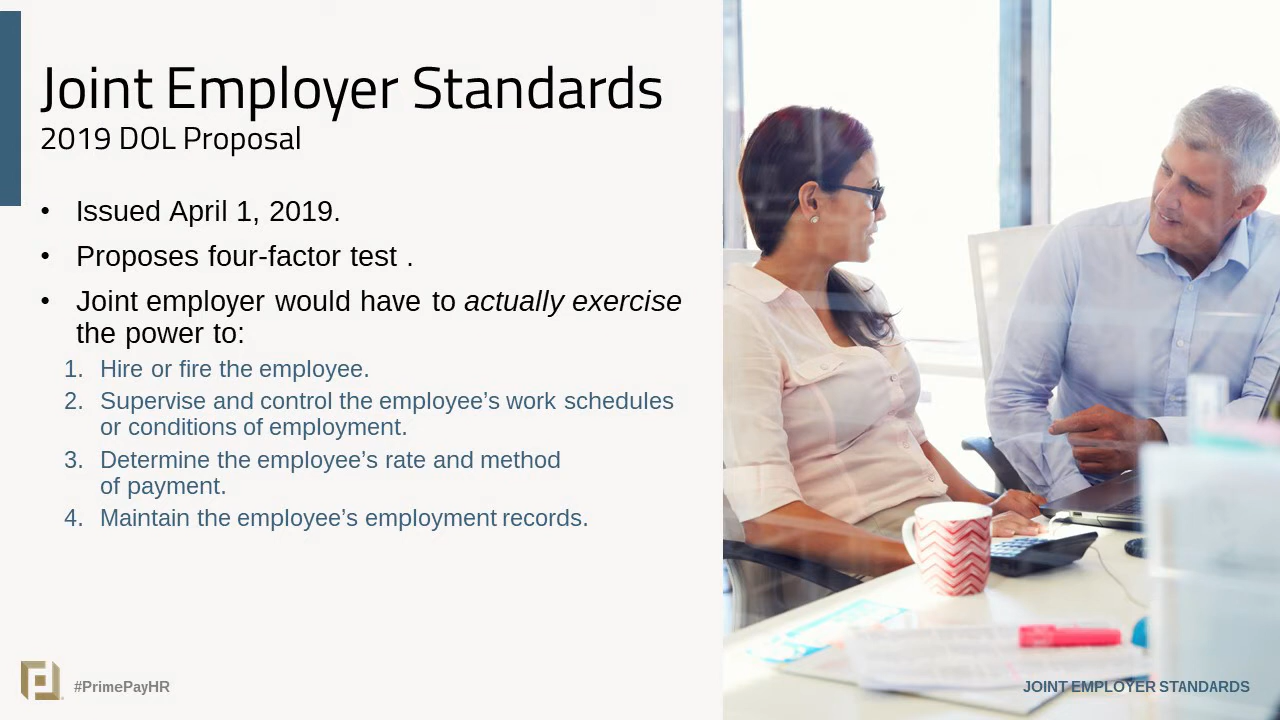 Joint Employer Standards
2019 DOL Proposal
• Issued April 1, 2019.
• Proposes four-factor test .
• Joint employer would have to actually exercise
the power to:
1. Hire or fire the employee.
2. Supervise and control the employee’s work schedules
or conditions of employment.
3. Determine the employee’s rate and method
of payment.
4. Maintain the employee’s employment records.
#PrimePayHR
JOINT EMPLOYER STANDARDS